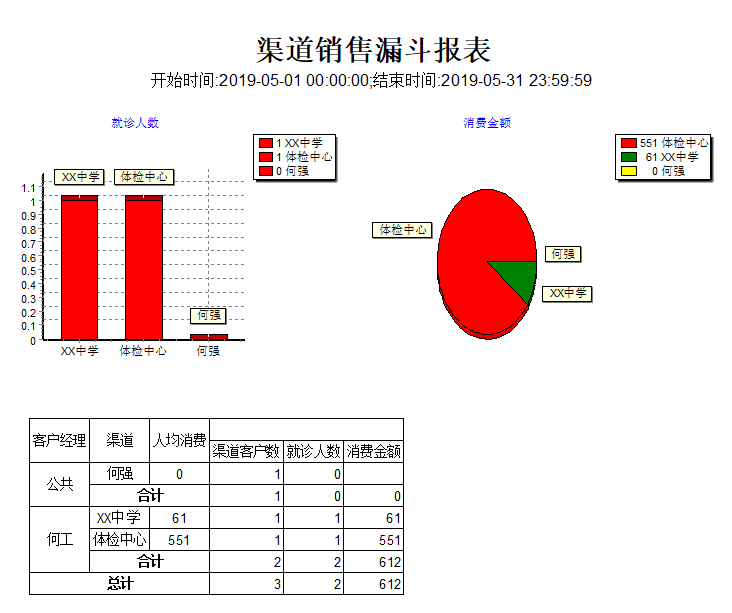 渠道销售漏斗报表
开始时间:2019-05-01 00:00:00;结束时间:2019-05-31 23:59:59
就诊人数
1 XX中学
1 体检中心
0 何强
XX中学
体检中心
何强
1.1
1
0.9
0.8
0.7
0.6
0.5
0.4
0.3
0.2
0.1
0
XX中学 体检中心 何强
消费金额
551 体检中心
61 XX中学
0 何强
体检中心
何强
XX中学
客户经理 渠道 人均消费
渠道客户数 就诊人数 消费金额
公共 何强 0 1 0
合计 1 0 0
何工 XX中学 61 1 1 61
体检中心 551 1 1 551
合计 2 2 612
总计 3 2 612